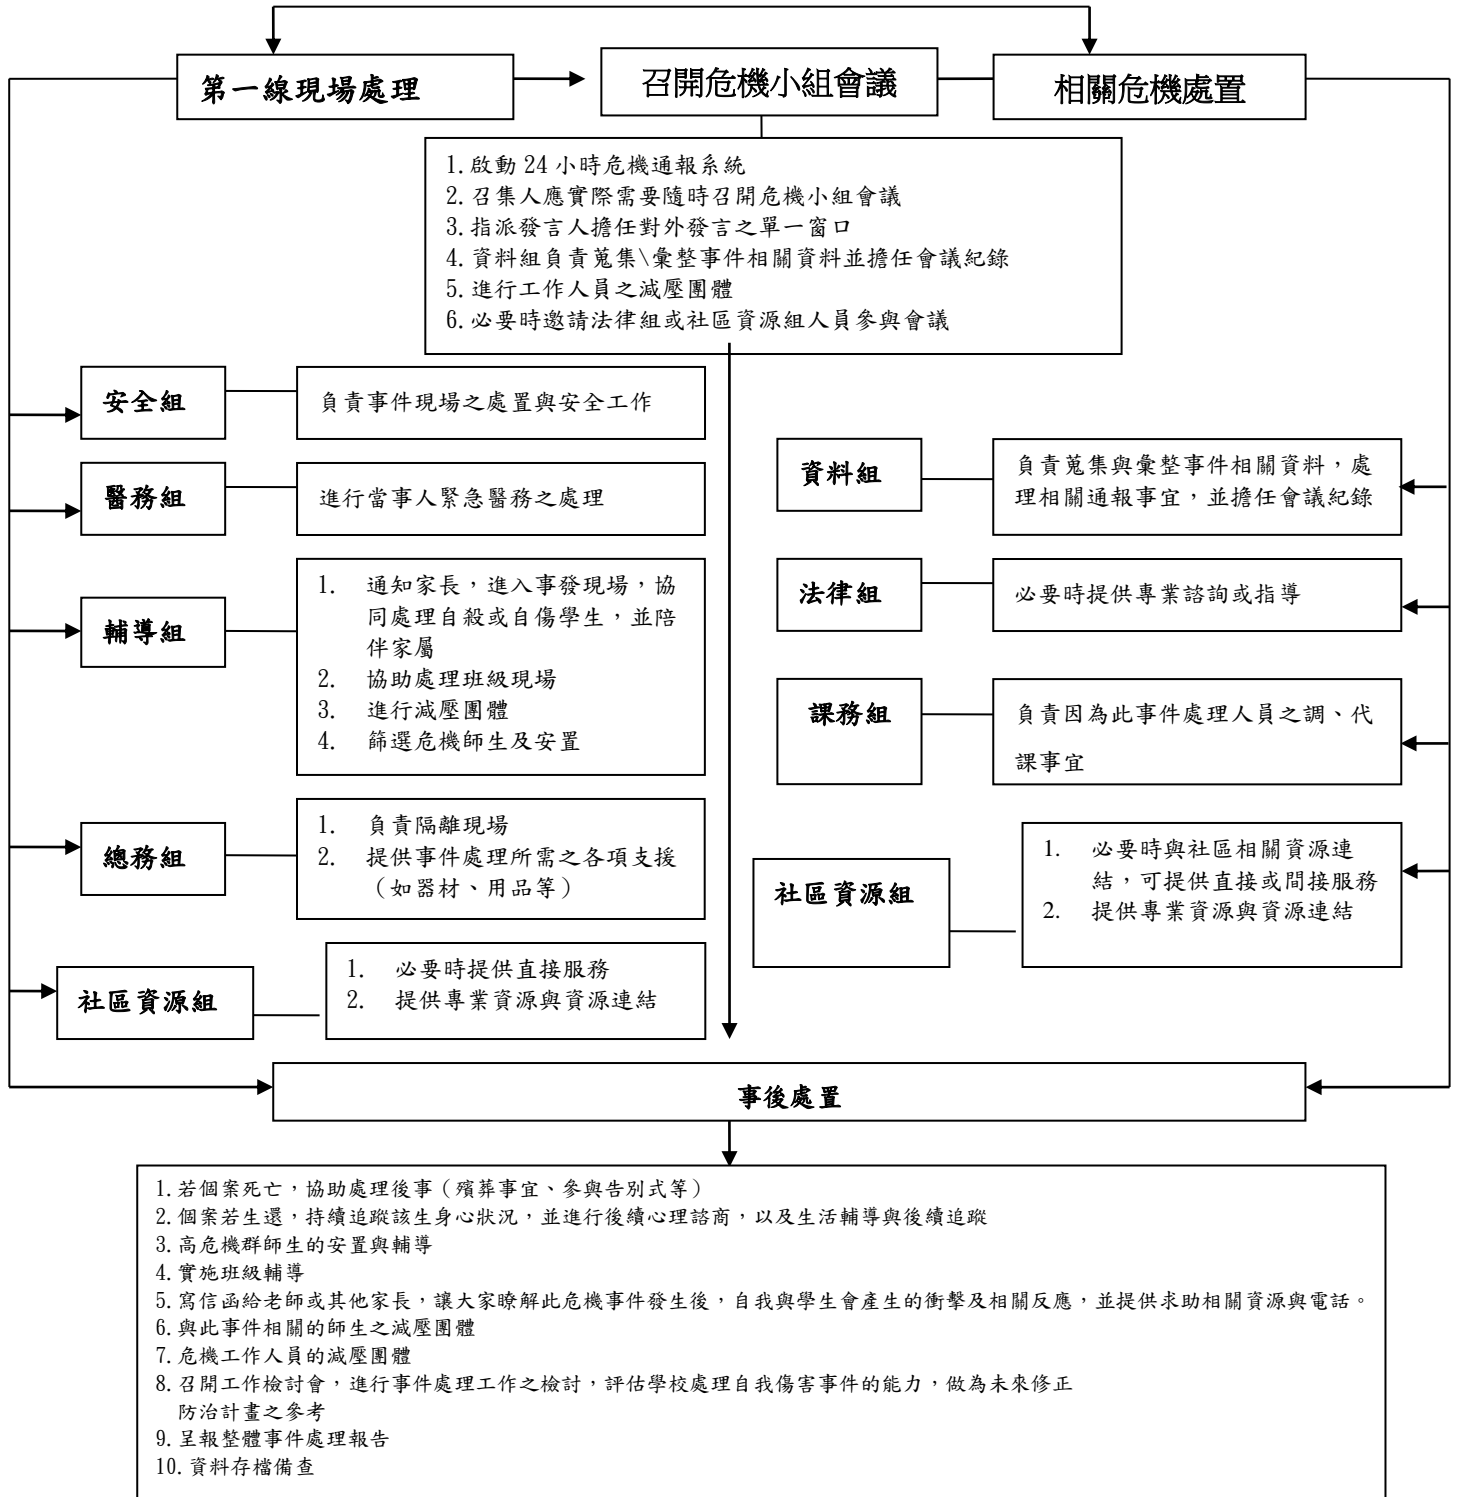 第一線現場處理
召開危機小組會議
相關危機處置
1.啟動 24 小時危機通報系統
2.召集人應實際需要隨時召開危機小組會議
3.指派發言人擔任對外發言之單一窗口
4.資料組負責蒐集\彙整事件相關資料並擔任會議紀錄
5.進行工作人員之減壓團體
6.必要時邀請法律組或社區資源組人員參與會議
安全組
負責事件現場之處置與安全工作
醫務組
進行當事人緊急醫務之處理
輔導組
1. 通知家長，進入事發現場，協
同處理自殺或自傷學生，並陪
伴家屬
2. 協助處理班級現場
3. 進行減壓團體
4. 篩選危機師生及安置
總務組
1. 負責隔離現場
2. 提供事件處理所需之各項支援
（如器材、用品等）
社區資源組
1. 必要時提供直接服務
2. 提供專業資源與資源連結
資料組
負責蒐集與彙整事件相關資料，處
理相關通報事宜，並擔任會議紀錄
法律組
必要時提供專業諮詢或指導
課務組
負責因為此事件處理人員之調、代
課事宜
社區資源組
1. 必要時與社區相關資源連
結，可提供直接或間接服務
2. 提供專業資源與資源連結
事後處置
1.若個案死亡，協助處理後事（殯葬事宜、參與告別式等）
2.個案若生還，持續追蹤該生身心狀況，並進行後續心理諮商，以及生活輔導與後續追蹤
3.高危機群師生的安置與輔導
4.實施班級輔導
5.寫信函給老師或其他家長，讓大家瞭解此危機事件發生後，自我與學生會產生的衝擊及相關反應，並提供求助相關資源與電話。
6.與此事件相關的師生之減壓團體
7.危機工作人員的減壓團體
8.召開工作檢討會，進行事件處理工作之檢討，評估學校處理自我傷害事件的能力，做為未來修正
防治計畫之參考
9.呈報整體事件處理報告
10.資料存檔備查